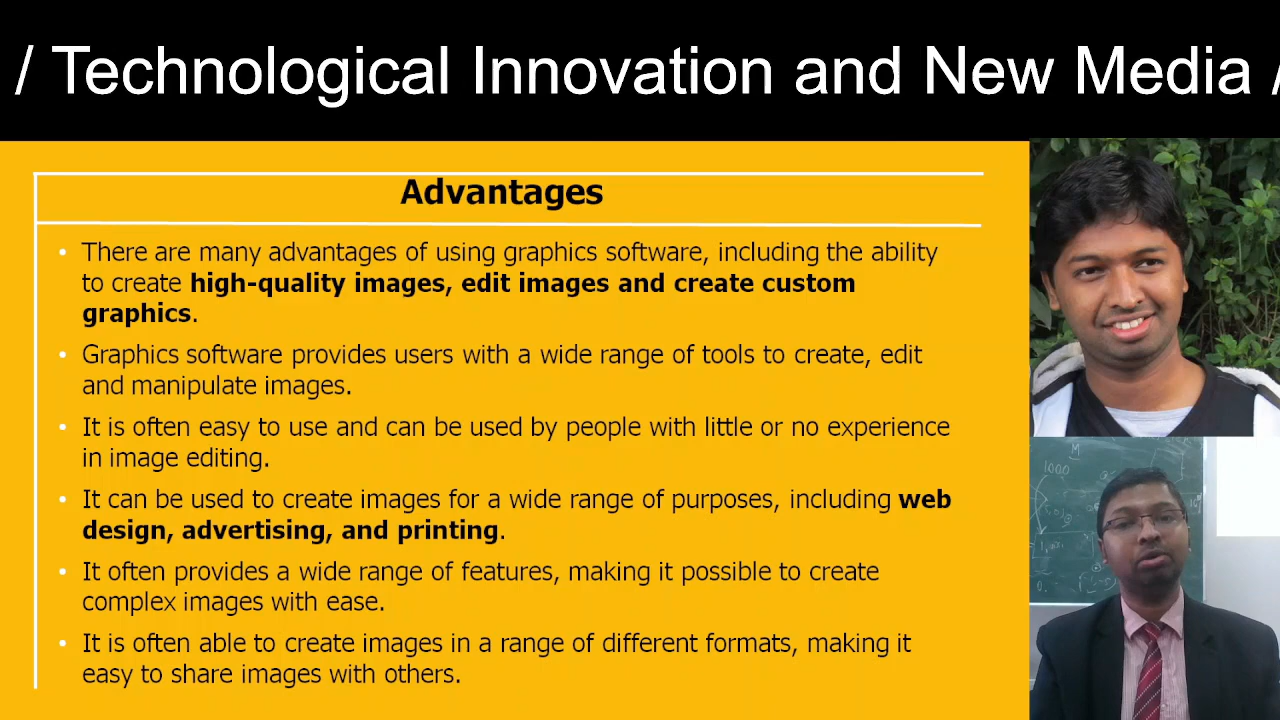 / Technological Innovation and New Media /
Advantages
• There are many advantages of using graphics software, including the ability
to create high-quality images, edit images and create custom
graphics.
• Graphics software provides users with a wide range of tools to create, edit
and manipulate images.
• It is often easy to use and can be used by people with little or no experience
in image editing.
• It can be used to create images for a wide range of purposes, including web
design, advertising, and printing.
• It often provides a wide range of features, making it possible to create
complex images with ease.
• It is often able to create images in a range of different formats, making it
easy to share images with others.
M
1000